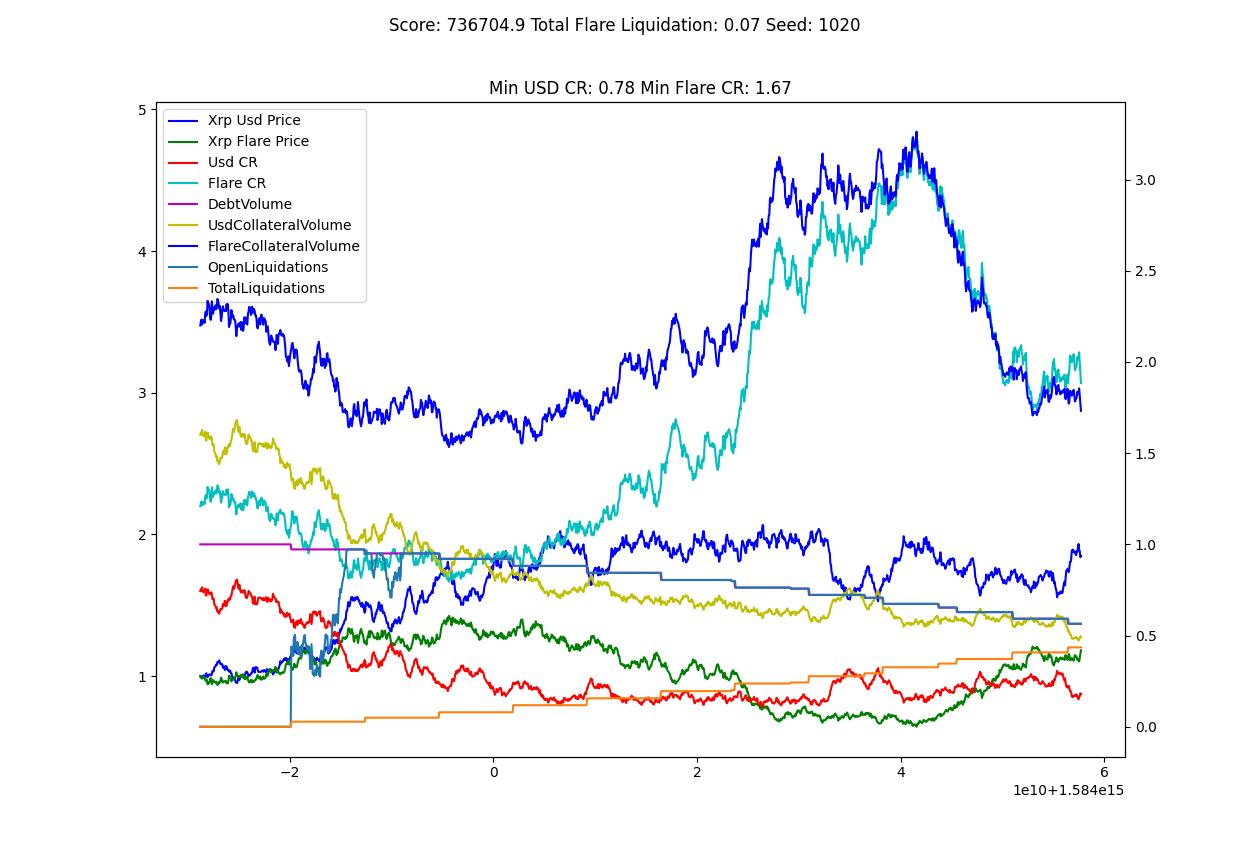 Score: 736704.9 Total Flare Liquidation: 0.07 Seed: 1020
Min USD CR: 0.78 Min Flare CR: 1.67
Xrp Usd Price
Xrp Flare Price
Usd CR
Flare CR
DebtVolume
UsdCollateralVolume
FlareCollateralVolume
OpenLiquidations
TotalLiquidations
5
4
3
2
1
3.0
2.5
2.0
1.5
1.0
0.5
0.0
−2
0
2
4
6
1e10+1.584e15